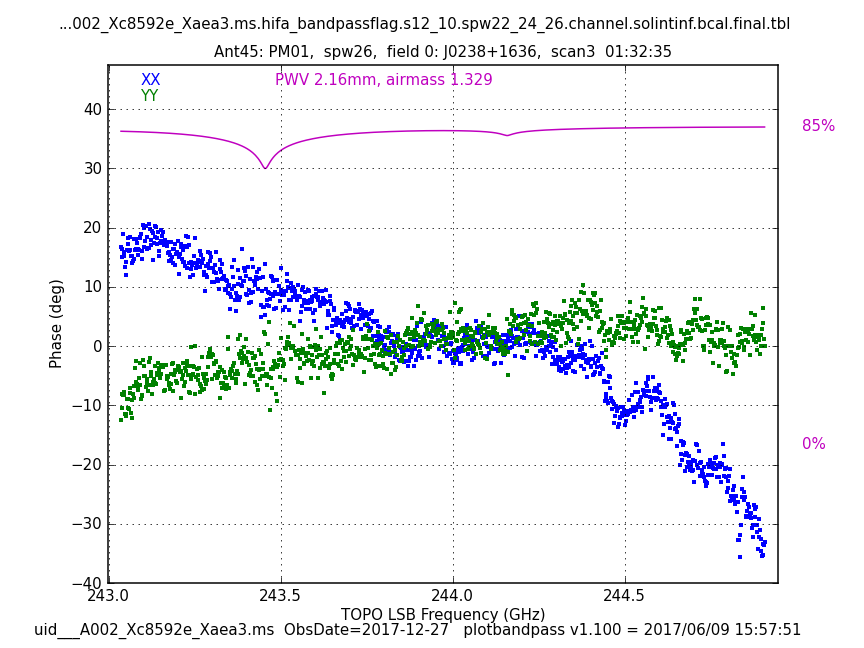 ...002_Xc8592e_Xaea3.ms.hifa_bandpassflag.s12_10.spw22_24_26.channel.solintinf.bcal.final.tbl
Ant45: PM01, spw26, field 0: J0238+1636, scan3 01:32:35
XX
PWV 2.16mm, airmass 1.329
YY
85%
0%
Phase (deg)
40
30
20
10
0
−10
−20
−30
−40
243.0 243.5 244.0 244.5
TOPO LSB Frequency (GHz)
uid___A002_Xc8592e_Xaea3.ms ObsDate=2017-12-27 plotbandpass v1.100 = 2017/06/09 15:57:51